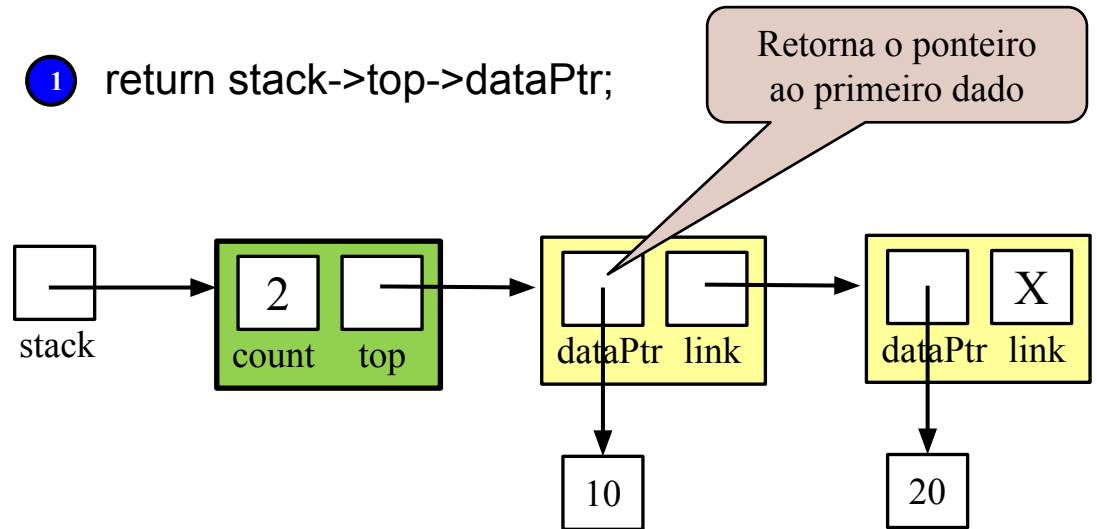 Retorna o ponteiro
ao primeiro dado
1 return stack->top->dataPtr;
2 X
stack count top dataPtr link dataPtr link
10 20